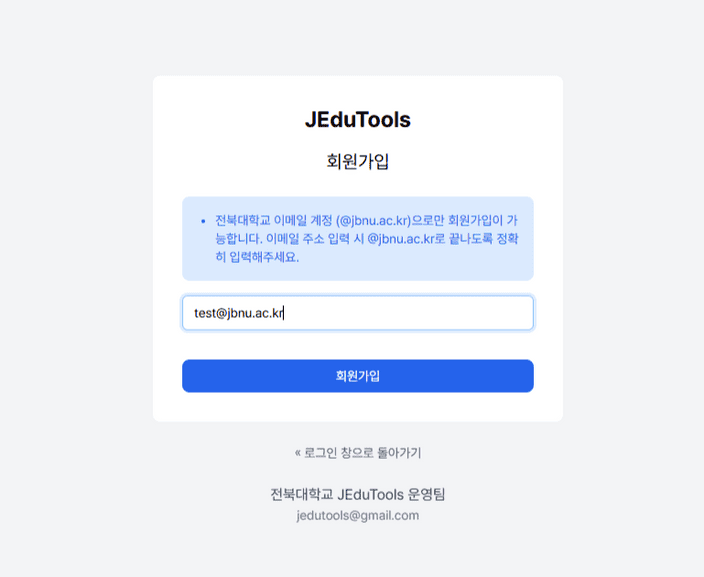 JEduTools
회원가입
• 전북대학교 이메일 계정 (@jbnu.ac.kr)으로만 회원가입이 가
능합니다. 이메일 주소 입력 시 @jbnu.ac.kr로 끝나도록 정확
히 입력해주세요.
test@jbnu.ac.kr
회원가입
« 로그인 창으로 돌아가기
전북대학교 JEduTools 운영팀
jedutools@gmail.com